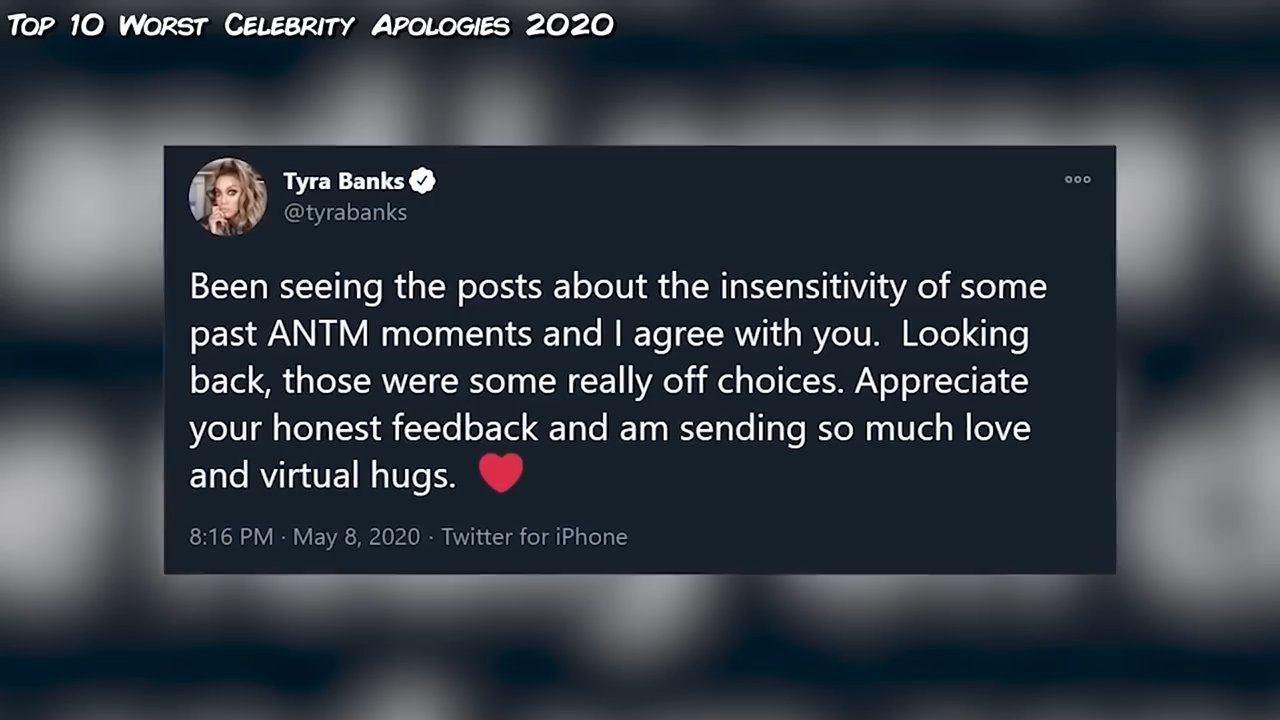 Top 10 Worst Celebrity Apologies 2020
Tyra Banks
@tyrabanks
Been seeing the posts about the insensitivity of some
past ANTM moments and I agree with you.  Looking
back, those were some really off choices. Appreciate
your honest feedback and am sending so much love
and virtual hugs. ❤️
8:16 PM · May 8, 2020 · Twitter for iPhone